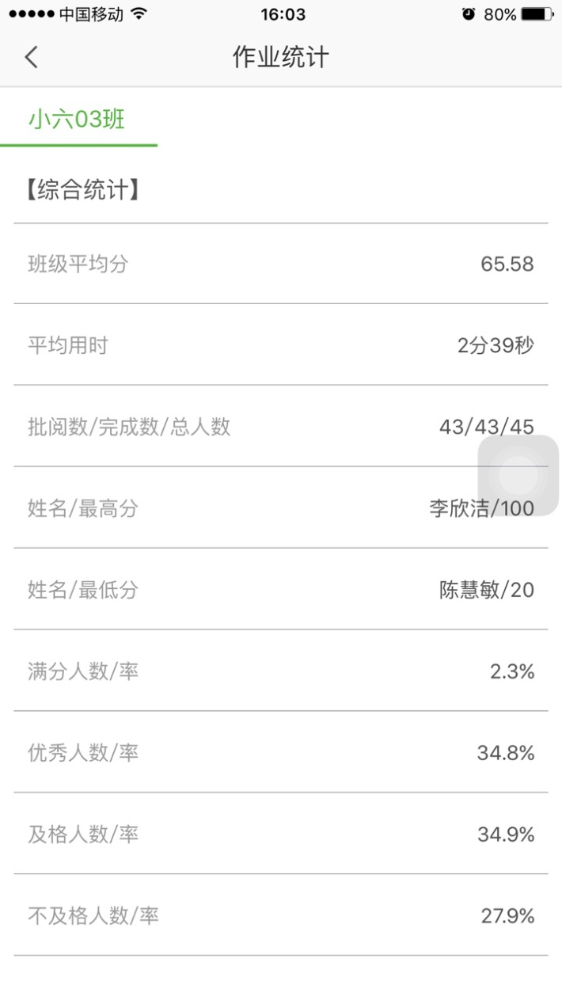 中国移动 16:03 80%
作业统计
小六03班
【综合统计】
班级平均分 65.58
平均用时 2分39秒
批阅数/完成数/总人数 43/43/45
姓名/最高分 李欣洁/100
姓名/最低分 陈慧敏/20
满分人数/率 2.3%
优秀人数/率 34.8%
及格人数/率 34.9%
不及格人数/率 27.9%